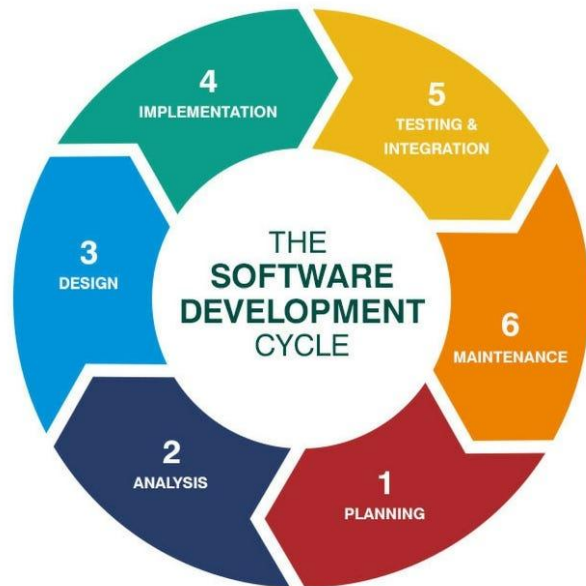 THE
SOFTWARE
DEVELOPMENT
CYCLE
1
PLANNING
2
ANALYSIS
3
DESIGN
4
IMPLEMENTATION
5
TESTING &
INTEGRATION
6
MAINTENANCE